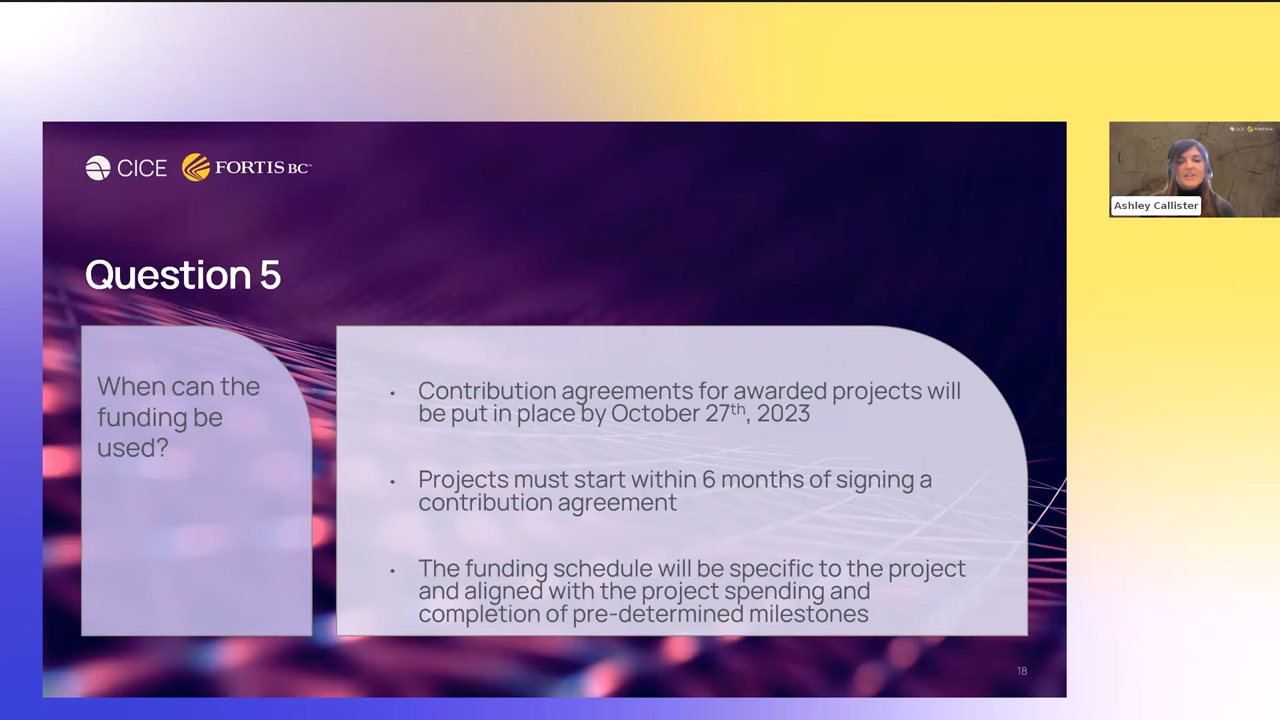 CICE FORTIS BC™
Question 5
When can the
funding be
used?
• Contribution agreements for awarded projects will
be put in place by October 27th, 2023
• Projects must start within 6 months of signing a
contribution agreement
• The funding schedule will be specific to the project
and aligned with the project spending and
completion of pre-determined milestones
18
Ashley Callister